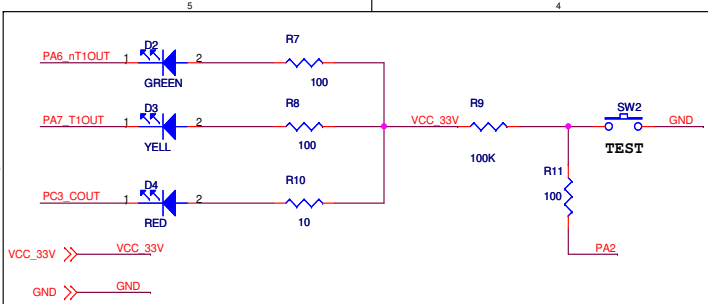 5 4
D2 R7
PA6_nT1OUT 1 2
GREEN 100
D3 R8 R9 SW2
PA7_T1OUT 1 2 VCC_33V GND
YELL 100 100K TEST
D4 R10 R11
PC3_COUT 1 2 100
RED 10
VCC_33V VCC_33V PA2
GND GND